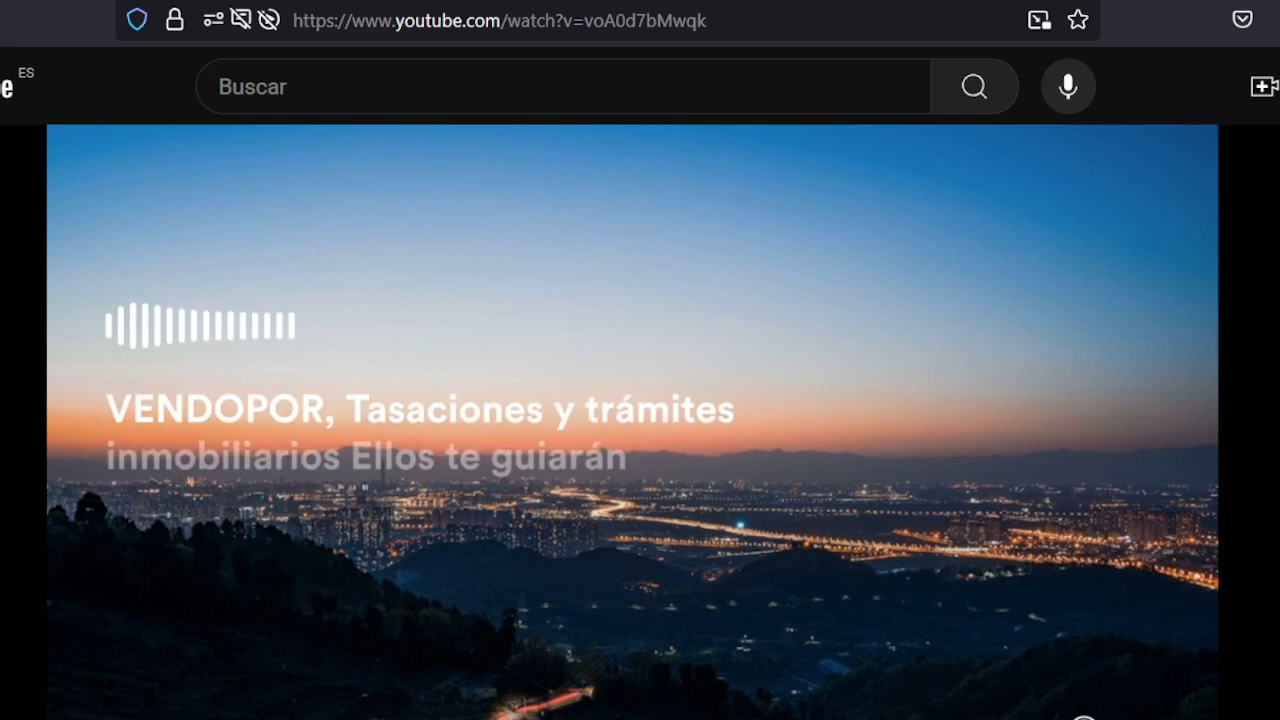 https://www.youtube.com/watch?v=voA0d7bMwqk
ES
e
Buscar
VENDOPOR, Tasaciones y trámites
inmobiliarios Ellos te guiarán